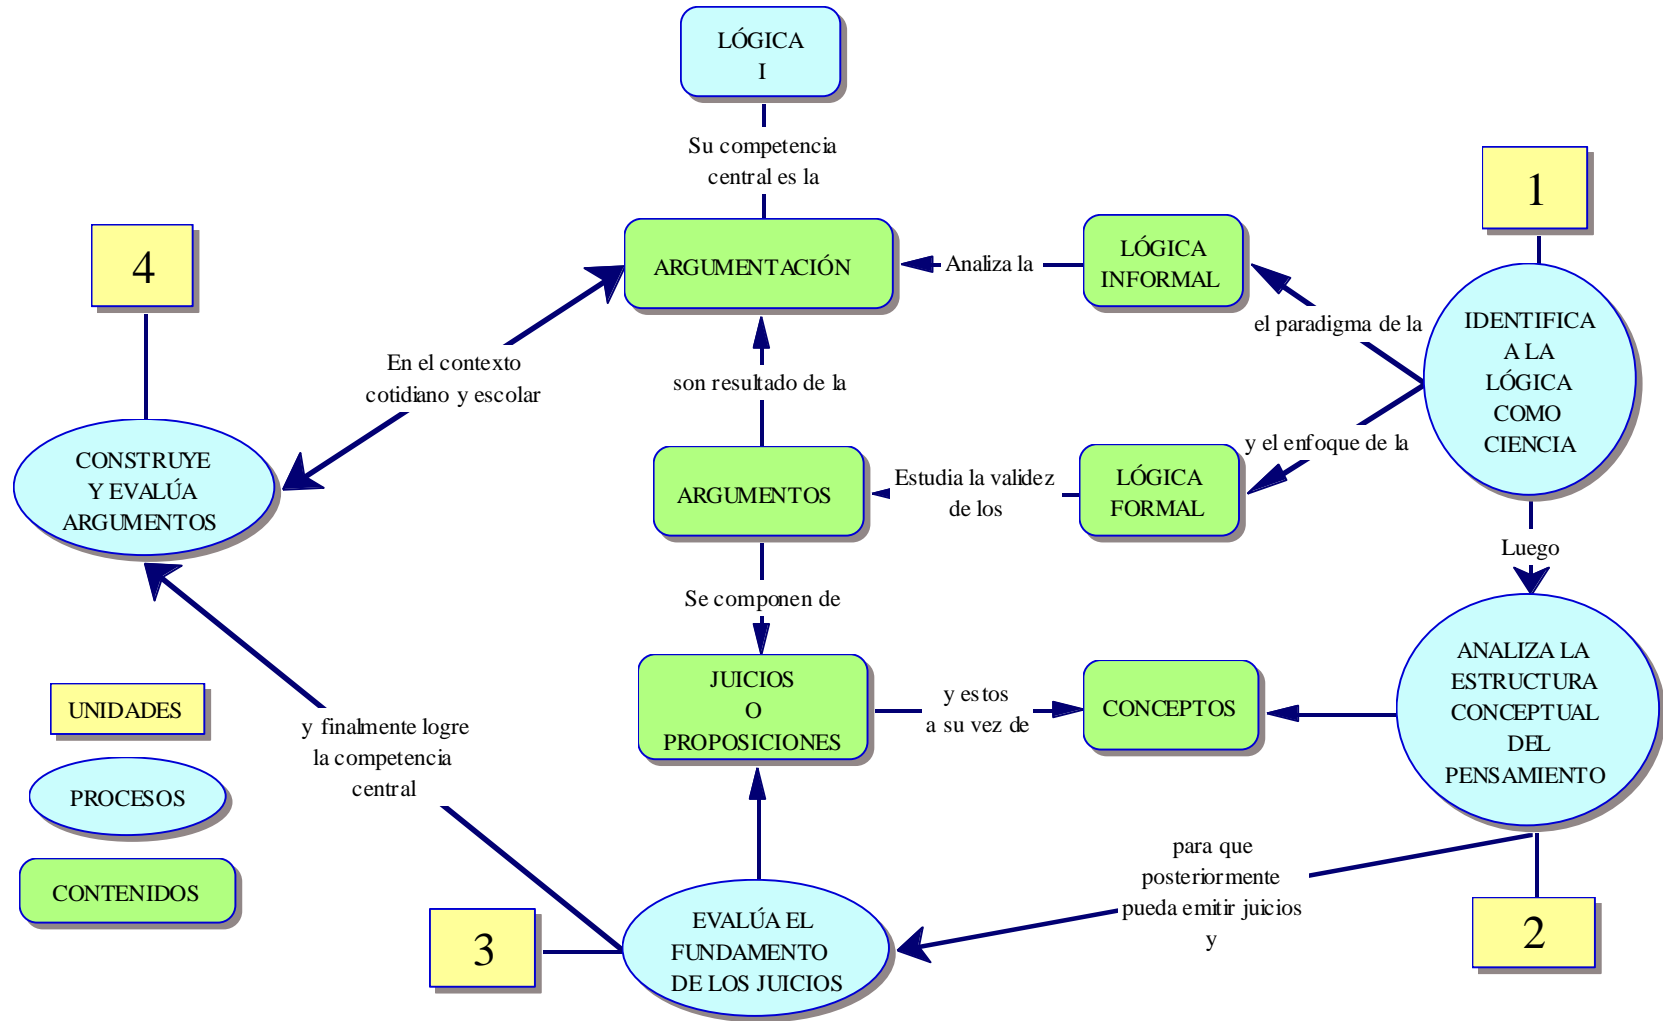 LÓGICA
I
Su competencia
central es la
1
4
ARGUMENTACIÓN
Analiza la
LÓGICA
INFORMAL
el paradigma de la
IDENTIFICA
A LA
LÓGICA
COMO
CIENCIA
En el contexto
cotidiano y escolar
son resultado de la
y el enfoque de la
CONSTRUYE
Y EVALÚA
ARGUMENTOS
ARGUMENTOS
Estudia la validez
de los
LÓGICA
FORMAL
Luego
Se componen de
JUICIOS
O
PROPOSICIONES
y estos
a su vez de
CONCEPTOS
ANALIZA LA
ESTRUCTURA
CONCEPTUAL
DEL
PENSAMIENTO
UNIDADES
PROCESOS
CONTENIDOS
y finalmente logre
la competencia
central
para que
posteriormente
pueda emitir juicios
y
2
3
EVALÚA EL
FUNDAMENTO
DE LOS JUICIOS